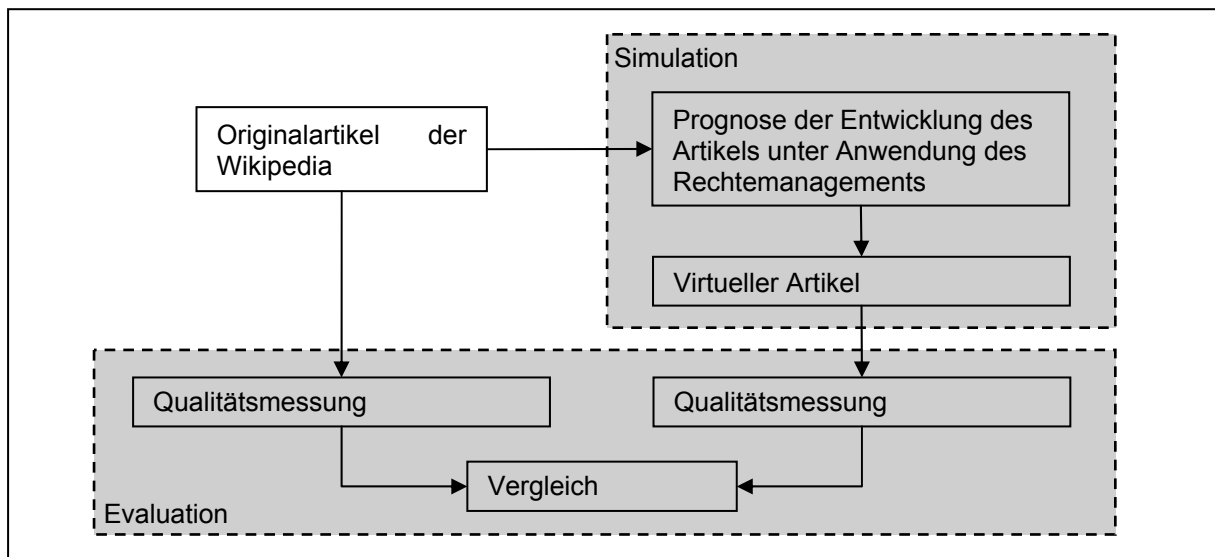 Simulation
Originalartikel der
Wikipedia
Prognose der Entwicklung des
Artikels unter Anwendung des
Rechtemanagements
Virtueller Artikel
Qualitätsmessung
Qualitätsmessung
Vergleich
Evaluation